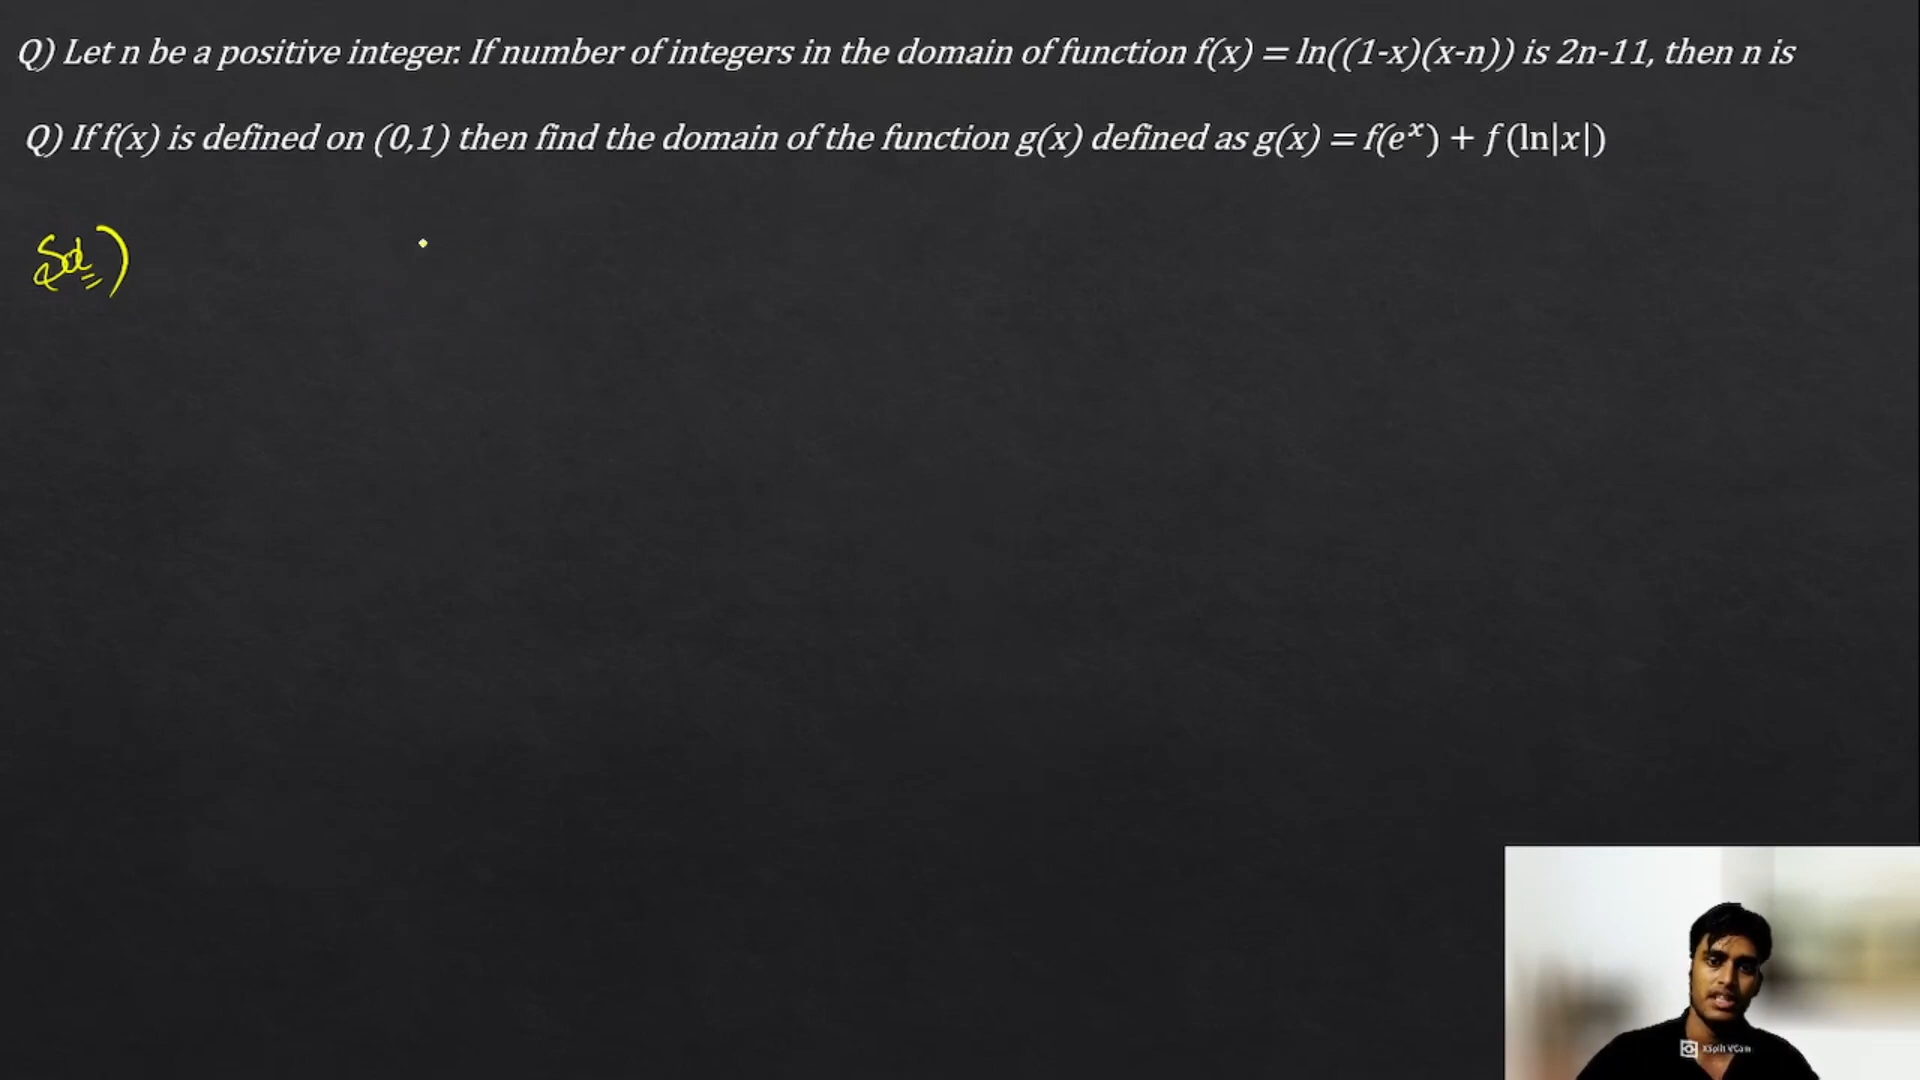 Q) Let n be a positive integer. If number of integers in the domain of function f(x) = ln((1-x)(x-n)) is 2n-11, then n is
Q) If f(x) is defined on (0,1) then find the domain of the function g(x) defined as g(x) = f(eˣ) + f(ln|x|)
Sol)
XSplit VCam